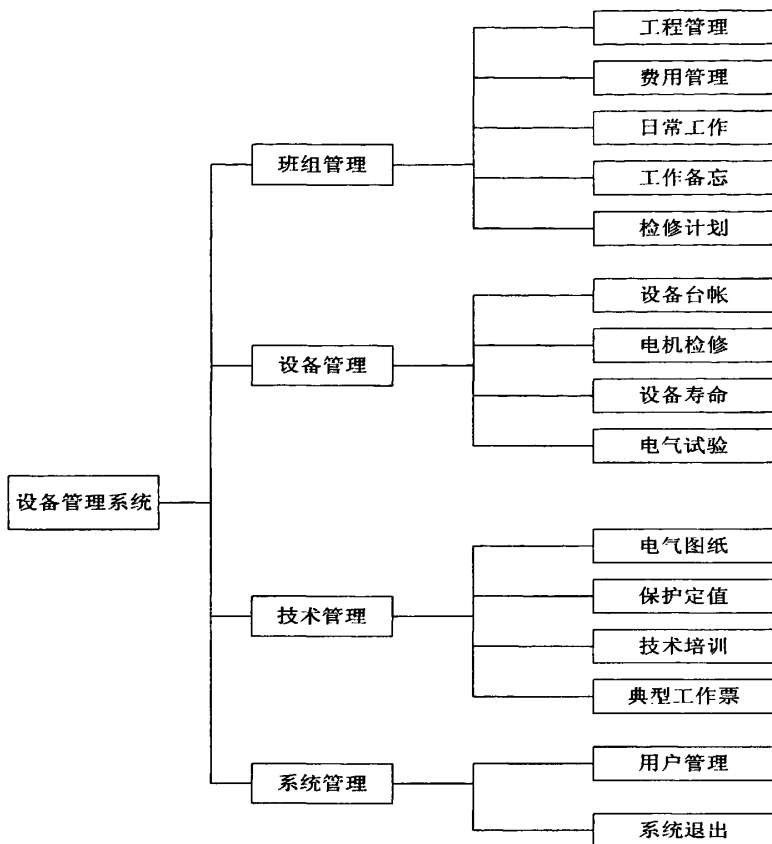 工程管理
费用管理
日常工作
班组管理
工作备忘
检修计划
设备台帐
电机检修
设备管理
设备寿命
电气试验
设备管理系统
电气图纸
保护定值
技术管理
技术培训
典型工作票
用户管理
系统管理
系统退出